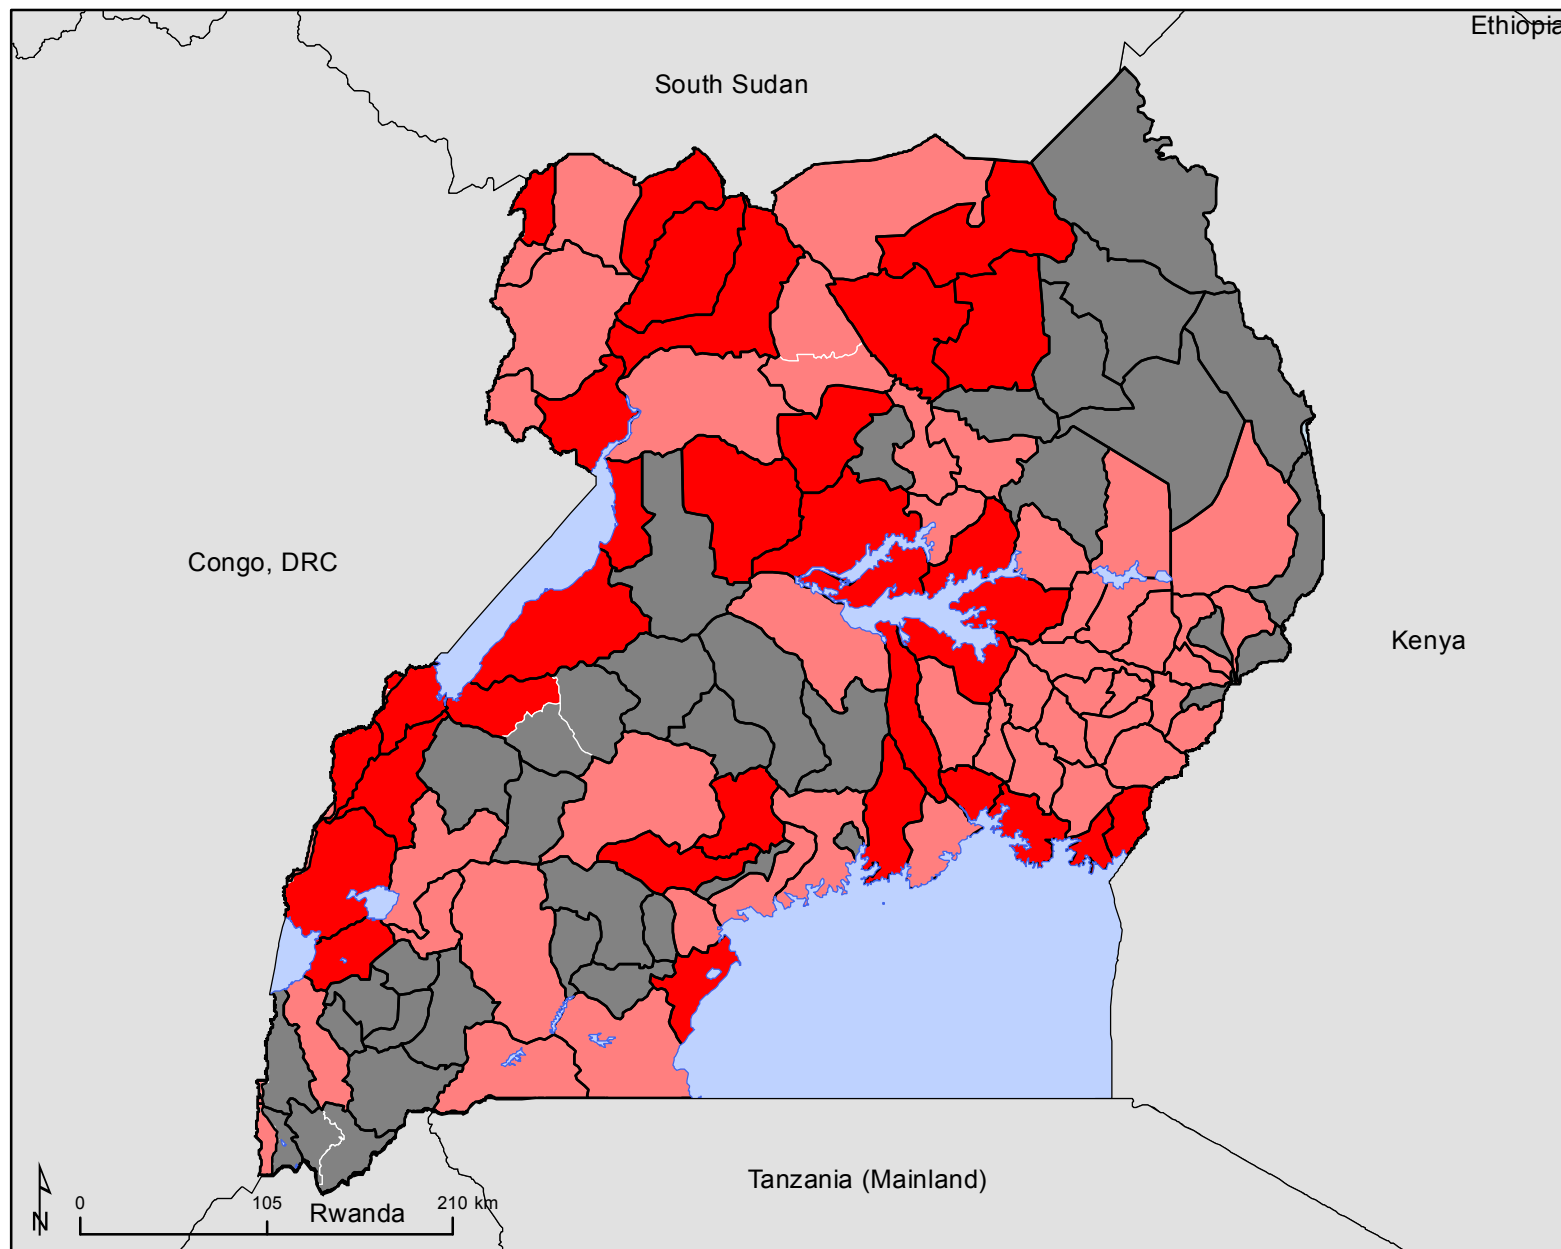 Ethiopia
South Sudan
Congo, DRC
Kenya
Tanzania (Mainland)
Rwanda
N
0 105 210 km